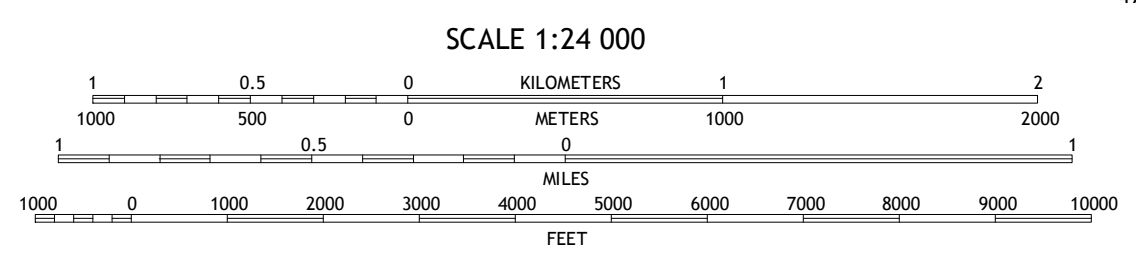 SCALE 1:24 000
1 0.5 0 KILOMETERS 1 2
1000 500 0 METERS 1000 2000
1 0.5 0 1
MILES
1000 0 1000 2000 3000 4000 5000 6000 7000 8000 9000 10000
FEET